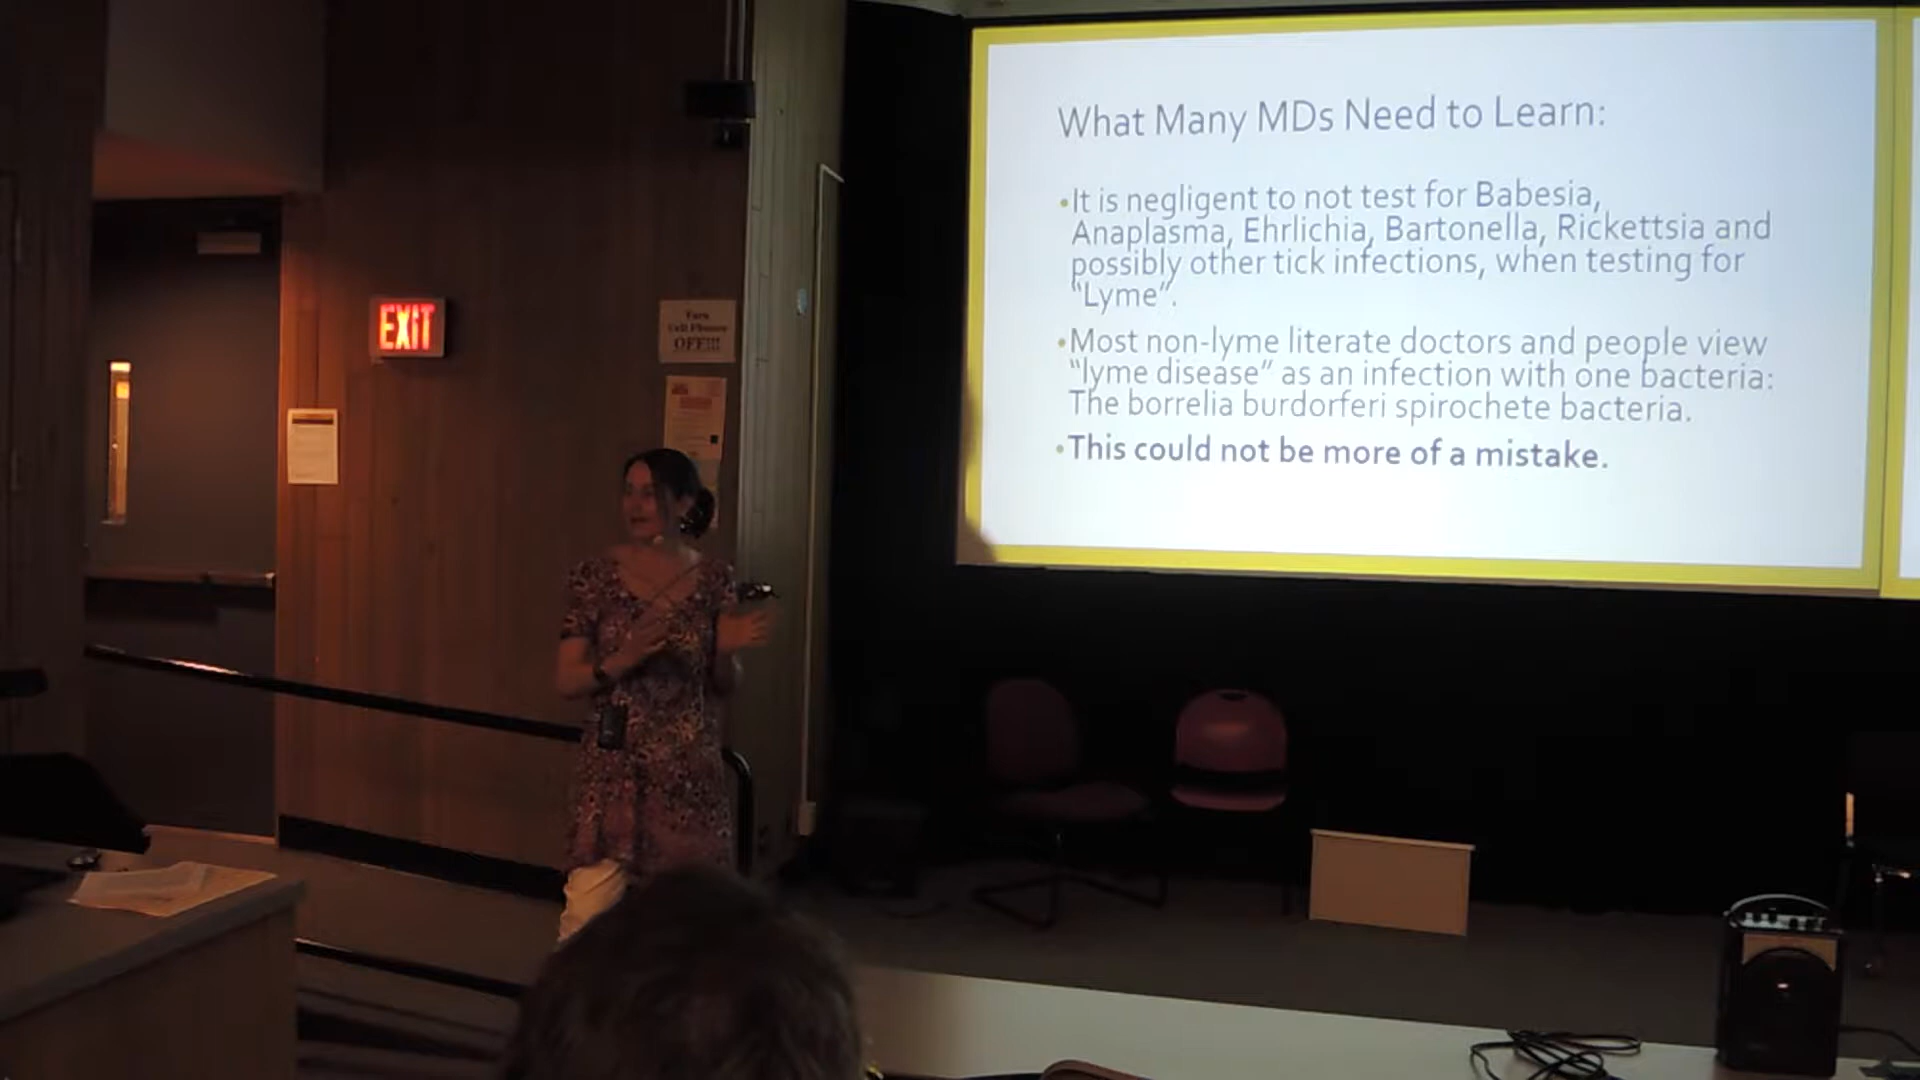 What Many MDs Need to Learn:
•It is negligent to not test for Babesia,
Anaplasma, Ehrlichia, Bartonella, Rickettsia and
possibly other tick infections, when testing for
“Lyme”.
•Most non-lyme literate doctors and people view
“lyme disease” as an infection with one bacteria:
The borrelia burdorferi spirochete bacteria.
•This could not be more of a mistake.
EXIT
Turn
Cell Phones
OFF!!!